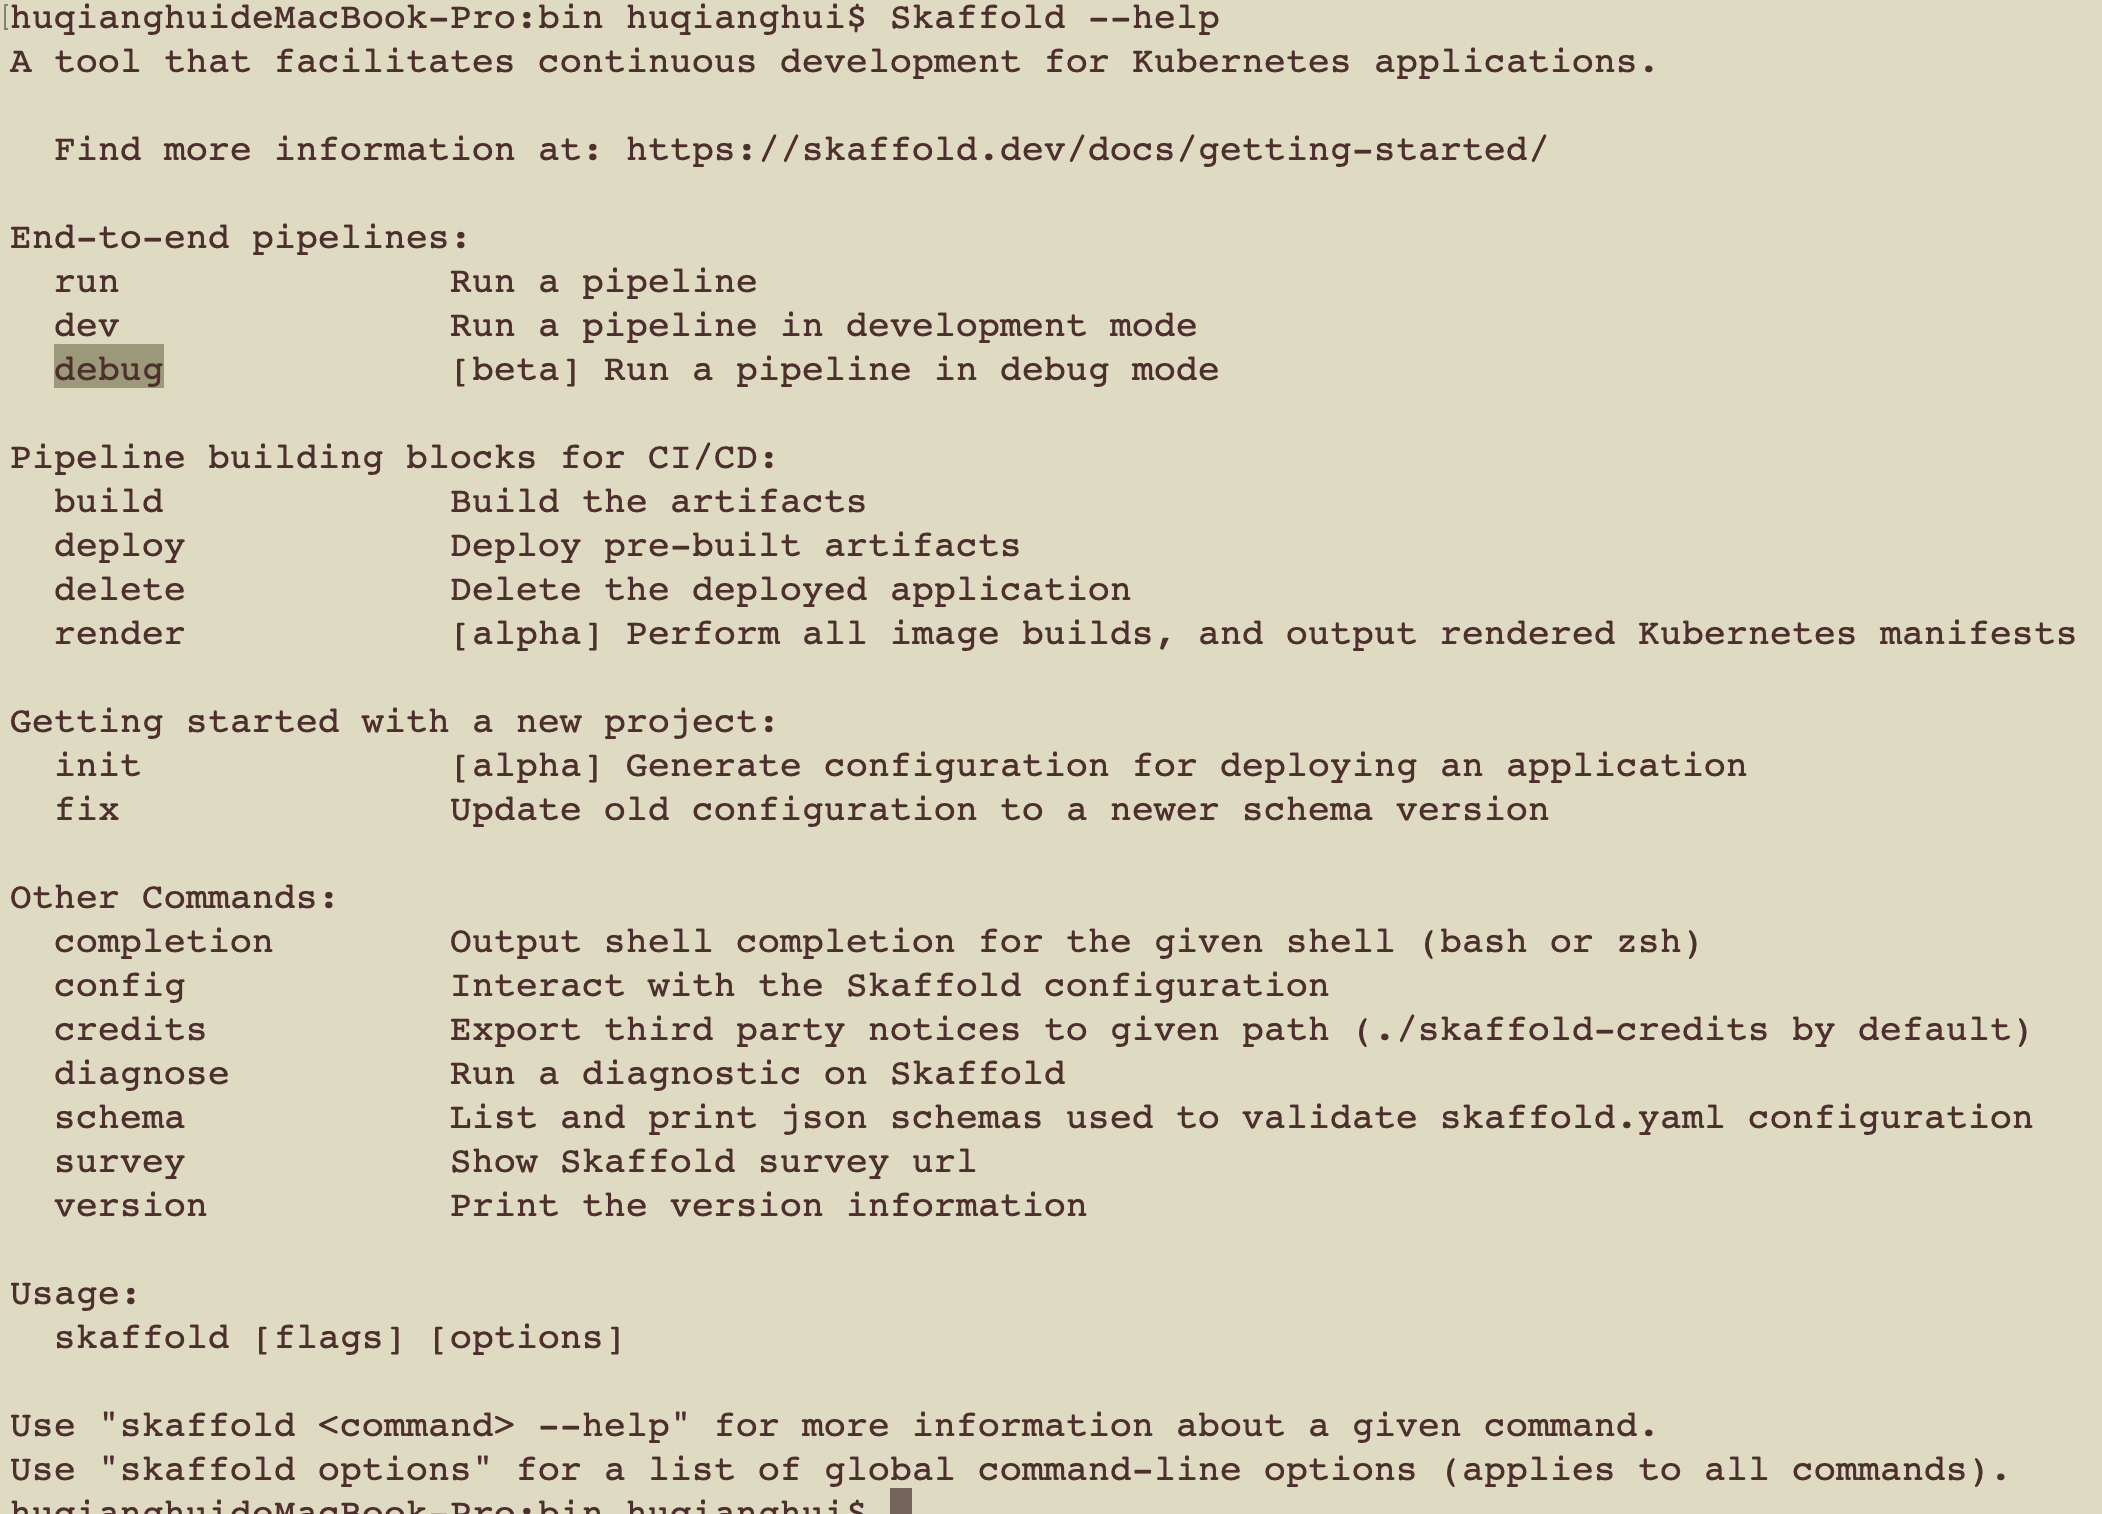 [huqianghuideMacBook-Pro:bin huqianghui$ Skaffold --help
A tool that facilitates continuous development for Kubernetes applications.
Find more information at: https://skaffold.dev/docs/getting-started/
End-to-end pipelines:
run Run a pipeline
dev Run a pipeline in development mode
debug [beta] Run a pipeline in debug mode
Pipeline building blocks for CI/CD:
build Build the artifacts
deploy Deploy pre-built artifacts
delete Delete the deployed application
render [alpha] Perform all image builds, and output rendered Kubernetes manifests
Getting started with a new project:
init [alpha] Generate configuration for deploying an application
fix Update old configuration to a newer schema version
Other Commands:
completion Output shell completion for the given shell (bash or zsh)
config Interact with the Skaffold configuration
credits Export third party notices to given path (./skaffold-credits by default)
diagnose Run a diagnostic on Skaffold
schema List and print json schemas used to validate skaffold.yaml configuration
survey Show Skaffold survey url
version Print the version information
Usage:
skaffold [flags] [options]
Use "skaffold <command> --help" for more information about a given command.
Use "skaffold options" for a list of global command-line options (applies to all commands).
huqianghuideMacBook-Pro:bin huqianghui$